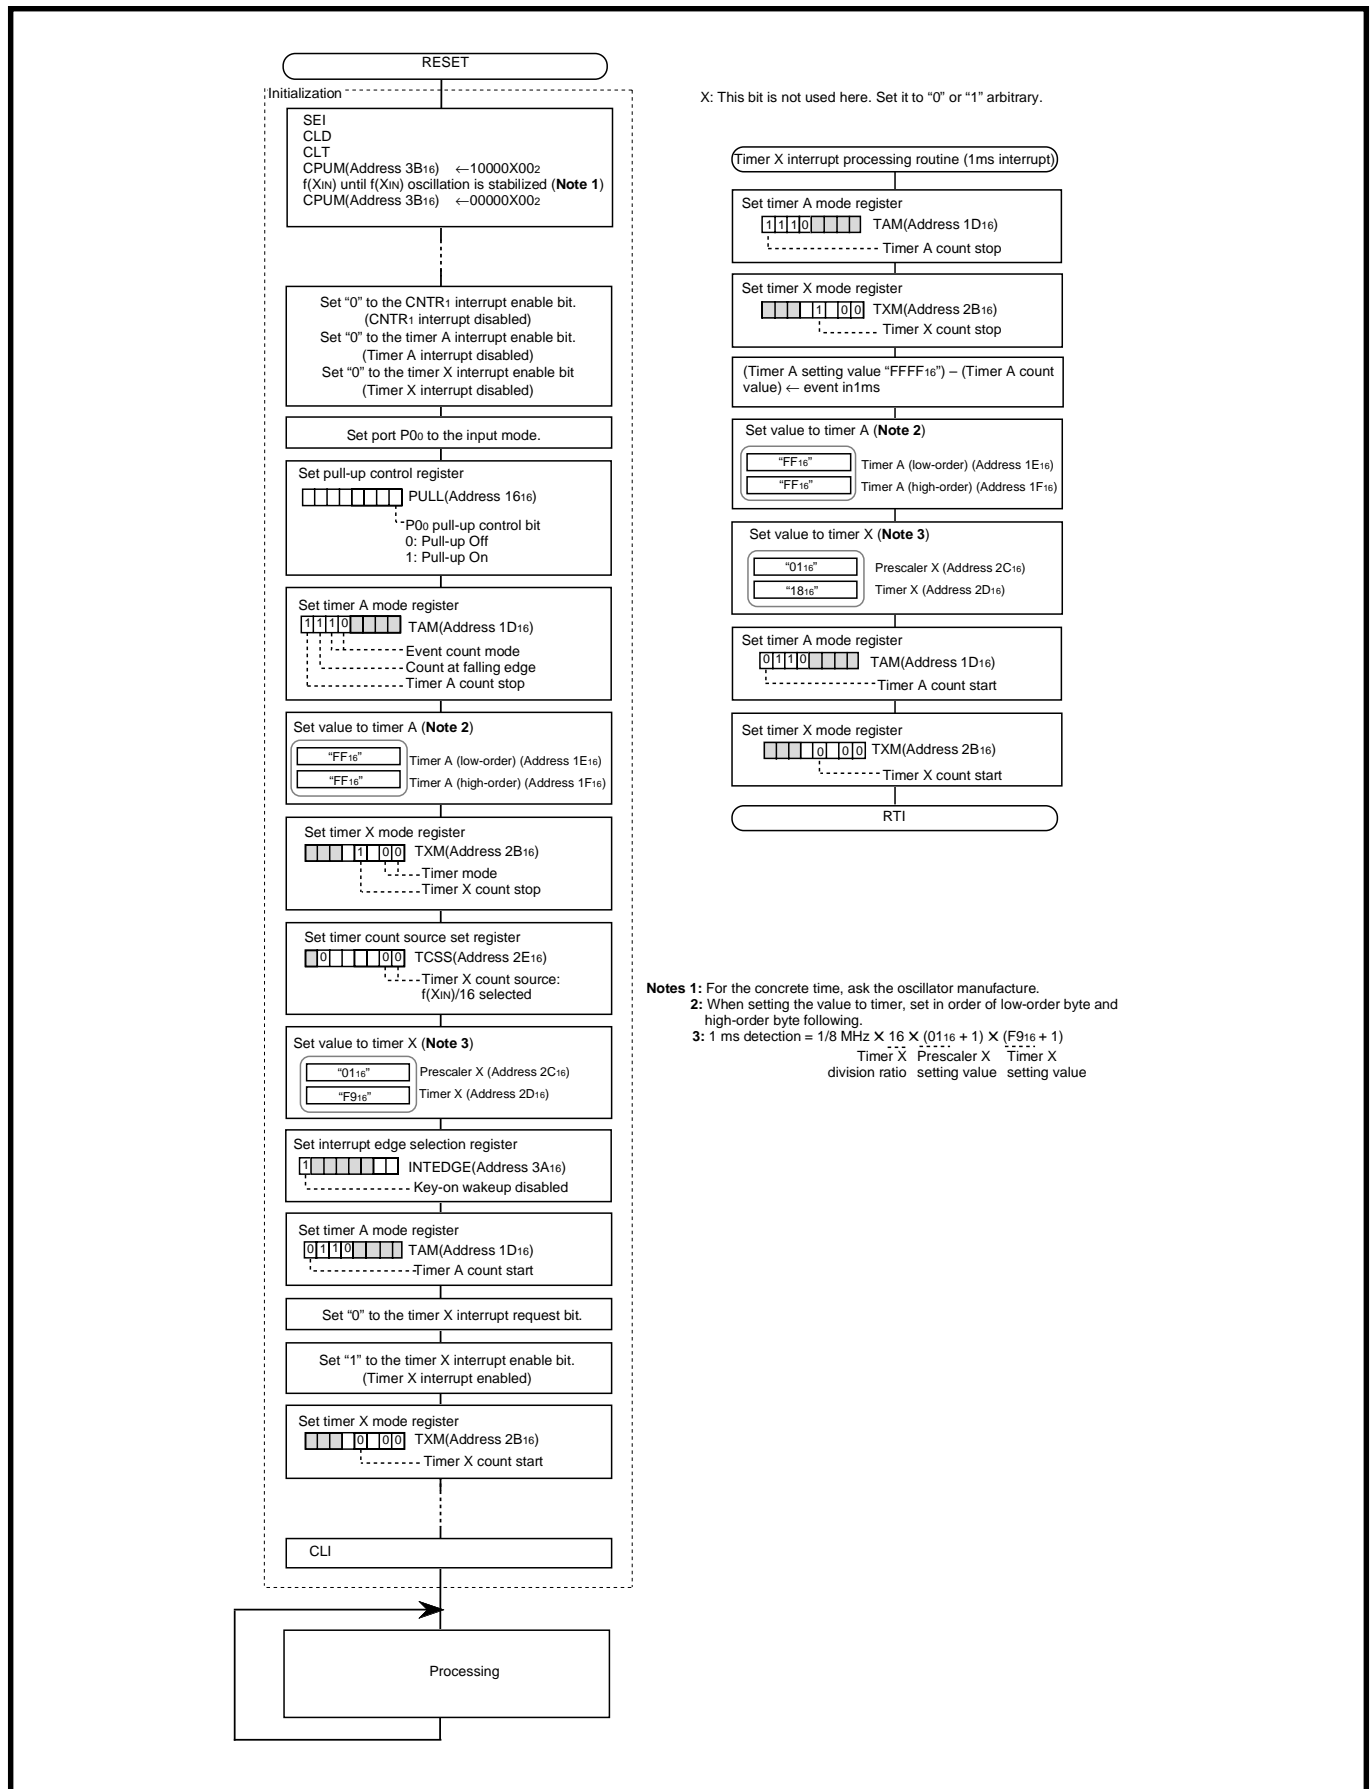 RESET
Initialization
SEI
CLD
CLT
CPUM(Address 3B16) ←10000X002
f(XIN) until f(XIN) oscillation is stabilized (Note 1)
CPUM(Address 3B16) ←00000X002
Set “0” to the CNTR1 interrupt enable bit.
(CNTR1 interrupt disabled)
Set “0” to the timer A interrupt enable bit.
(Timer A interrupt disabled)
Set “0” to the timer X interrupt enable bit
(Timer X interrupt disabled)
Set port P00 to the input mode.
Set pull-up control register
PULL(Address 1616)
P00 pull-up control bit
0: Pull-up Off
1: Pull-up On
Set timer A mode register
1 1 1 0 TAM(Address 1D16)
Event count mode
Count at falling edge
Timer A count stop
Set value to timer A (Note 2)
“FF16” Timer A (low-order) (Address 1E16)
“FF16” Timer A (high-order) (Address 1F16)
Set timer X mode register
1 0 0 TXM(Address 2B16)
Timer mode
Timer X count stop
Set timer count source set register
0 0 0 TCSS(Address 2E16)
Timer X count source:
f(XIN)/16 selected
Set value to timer X (Note 3)
“0116” Prescaler X (Address 2C16)
“F916” Timer X (Address 2D16)
Set interrupt edge selection register
1 INTEDGE(Address 3A16)
Key-on wakeup disabled
Set timer A mode register
0 1 1 0 TAM(Address 1D16)
Timer A count start
Set “0” to the timer X interrupt request bit.
Set “1” to the timer X interrupt enable bit.
(Timer X interrupt enabled)
Set timer X mode register
0 0 0 TXM(Address 2B16)
Timer X count start
CLI
Processing
X: This bit is not used here. Set it to “0” or “1” arbitrary.
Timer X interrupt processing routine (1ms interrupt)
Set timer A mode register
1 1 1 0 TAM(Address 1D16)
Timer A count stop
Set timer X mode register
1 0 0 TXM(Address 2B16)
Timer X count stop
(Timer A setting value “FFFF16”) – (Timer A count
value) ← event in1ms
Set value to timer A (Note 2)
“FF16” Timer A (low-order) (Address 1E16)
“FF16” Timer A (high-order) (Address 1F16)
Set value to timer X (Note 3)
“0116” Prescaler X (Address 2C16)
“1816” Timer X (Address 2D16)
Set timer A mode register
0 1 1 0 TAM(Address 1D16)
Timer A count start
Set timer X mode register
0 0 0 TXM(Address 2B16)
Timer X count start
RTI
Notes 1: For the concrete time, ask the oscillator manufacture.
2: When setting the value to timer, set in order of low-order byte and
high-order byte following.
3: 1 ms detection = 1/8 MHz × 16 × (0116 + 1) × (F916 + 1)
Timer X Prescaler X Timer X
division ratio setting value setting value